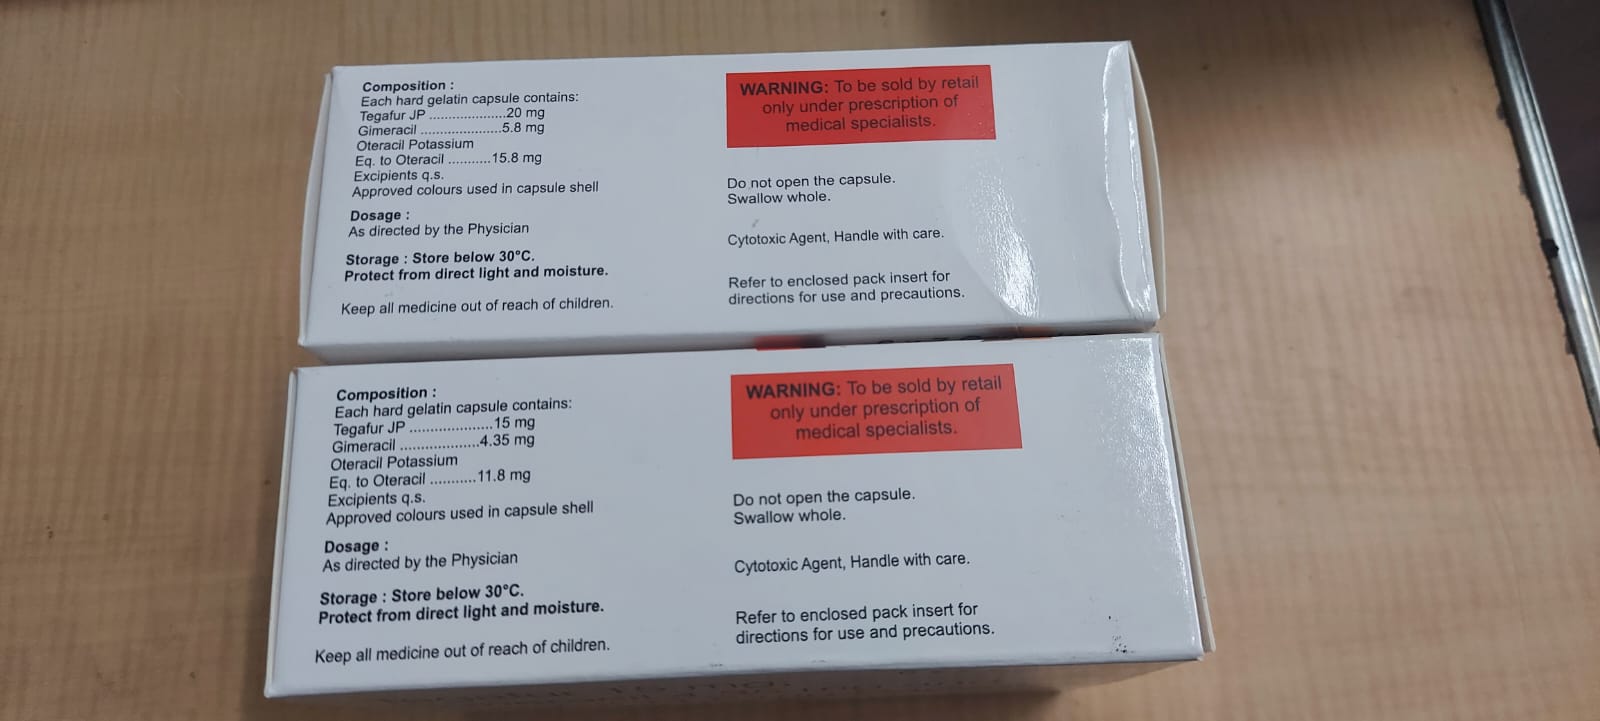 Composition :
Each hard gelatin capsule contains:
Tegafur JP ...................20 mg
Gimeracil .....................5.8 mg
Oteracil Potassium
Eq. to Oteracil ...........15.8 mg
Excipients q.s.
Approved colours used in capsule shell
Dosage :
As directed by the Physician
Storage : Store below 30°C.
Protect from direct light and moisture.
Keep all medicine out of reach of children.
WARNING: To be sold by retail
only under prescription of
medical specialists.
Do not open the capsule.
Swallow whole.
Cytotoxic Agent, Handle with care.
Refer to enclosed pack insert for
directions for use and precautions.
Composition :
Each hard gelatin capsule contains:
Tegafur JP .....................15 mg
Gimeracil ....................4.35 mg
Oteracil Potassium
Eq. to Oteracil ............11.8 mg
Excipients q.s.
Approved colours used in capsule shell
Dosage :
As directed by the Physician
Storage : Store below 30°C.
Protect from direct light and moisture.
Keep all medicine out of reach of children.
WARNING: To be sold by retail
only under prescription of
medical specialists.
Do not open the capsule.
Swallow whole.
Cytotoxic Agent, Handle with care.
Refer to enclosed pack insert for
directions for use and precautions.